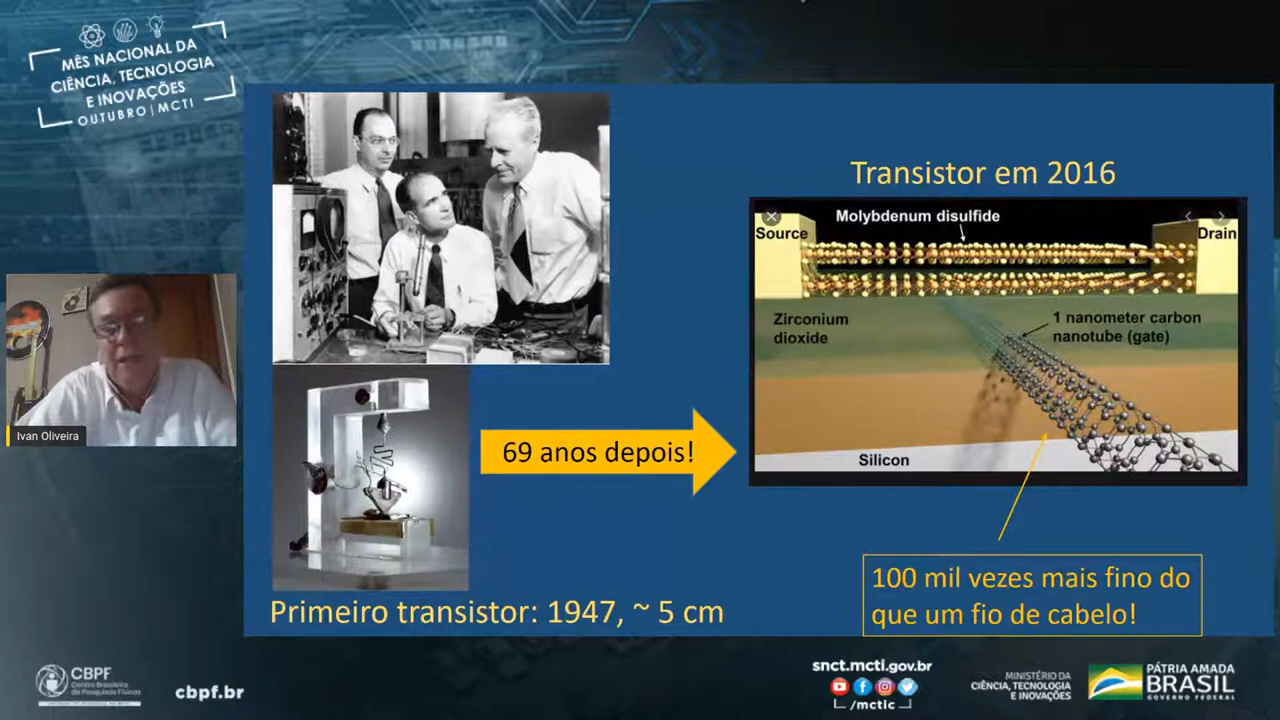 MÊS NACIONAL DA
CIÊNCIA, TECNOLOGIA
E INOVAÇÕES
OUTUBRO | MCTI
Transistor em 2016
Molybdenum disulfide
Source
Drain
Zirconium
dioxide
1 nanometer carbon
nanotube (gate)
Silicon
Ivan Oliveira
69 anos depois!
100 mil vezes mais fino do
que um fio de cabelo!
Primeiro transistor: 1947, ~ 5 cm
CBPF
Centro Brasileiro
de Pesquisas Físicas
cbpf.br
snct.mcti.gov.br
/mctic
MINISTÉRIO DA
CIÊNCIA, TECNOLOGIA
E INOVAÇÕES
PÁTRIA AMADA
BRASIL
GOVERNO FEDERAL